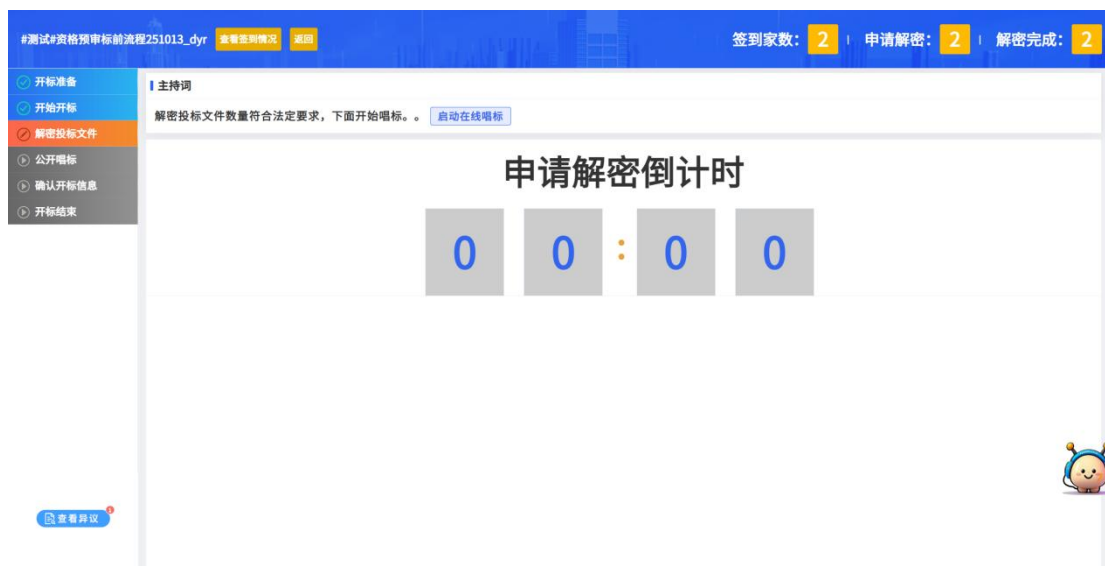 #测试#资格预审标前流程251013_dyr 查看签到情况 返回 签到家数： 2 申请解密： 2 解密完成： 2
开标准备
开始开标
解密投标文件
公开唱标
确认开标信息
开标结束
主持词
解密投标文件数量符合法定要求，下面开始唱标。。 启动在线唱标
申请解密倒计时
0 0 : 0 0
查看异议